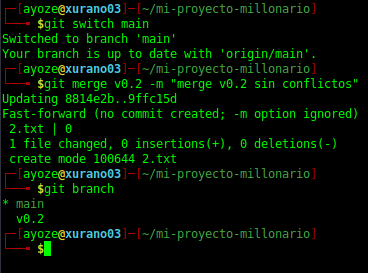 ┌─[ayoze@xurano03]─[~/mi-proyecto-millonario]
└──╼ $git switch main
Switched to branch 'main'
Your branch is up to date with 'origin/main'.
┌─[ayoze@xurano03]─[~/mi-proyecto-millonario]
└──╼ $git merge v0.2 -m "merge v0.2 sin conflictos"
Updating 8814e2b..9ffc15d
Fast-forward (no commit created; -m option ignored)
 2.txt | 0
 1 file changed, 0 insertions(+), 0 deletions(-)
 create mode 100644 2.txt
┌─[ayoze@xurano03]─[~/mi-proyecto-millonario]
└──╼ $git branch
* main
  v0.2
┌─[ayoze@xurano03]─[~/mi-proyecto-millonario]
└──╼ $